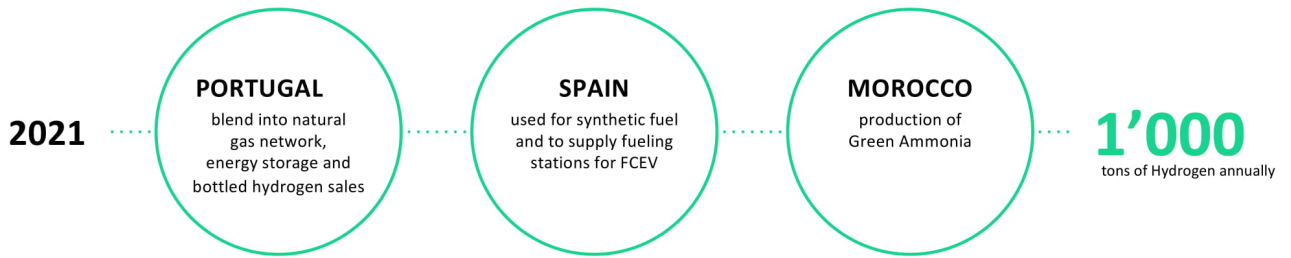 2021
PORTUGAL
blend into natural
gas network,
energy storage and
bottled hydrogen sales
SPAIN
used for synthetic fuel
and to supply fueling
stations for FCEV
MOROCCO
production of
Green Ammonia
1’000
tons of Hydrogen annually